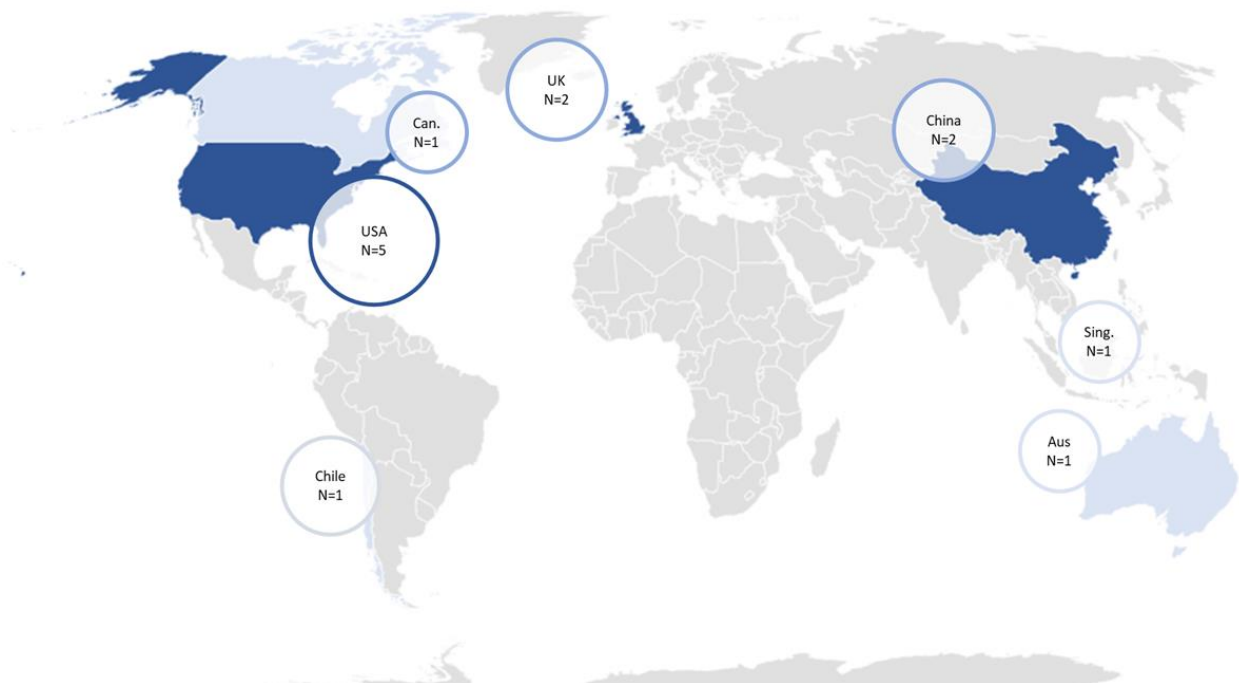 UK
N=2
Can.
N=1
China
N=2
USA
N=5
Sing.
N=1
Aus
N=1
Chile
N=1